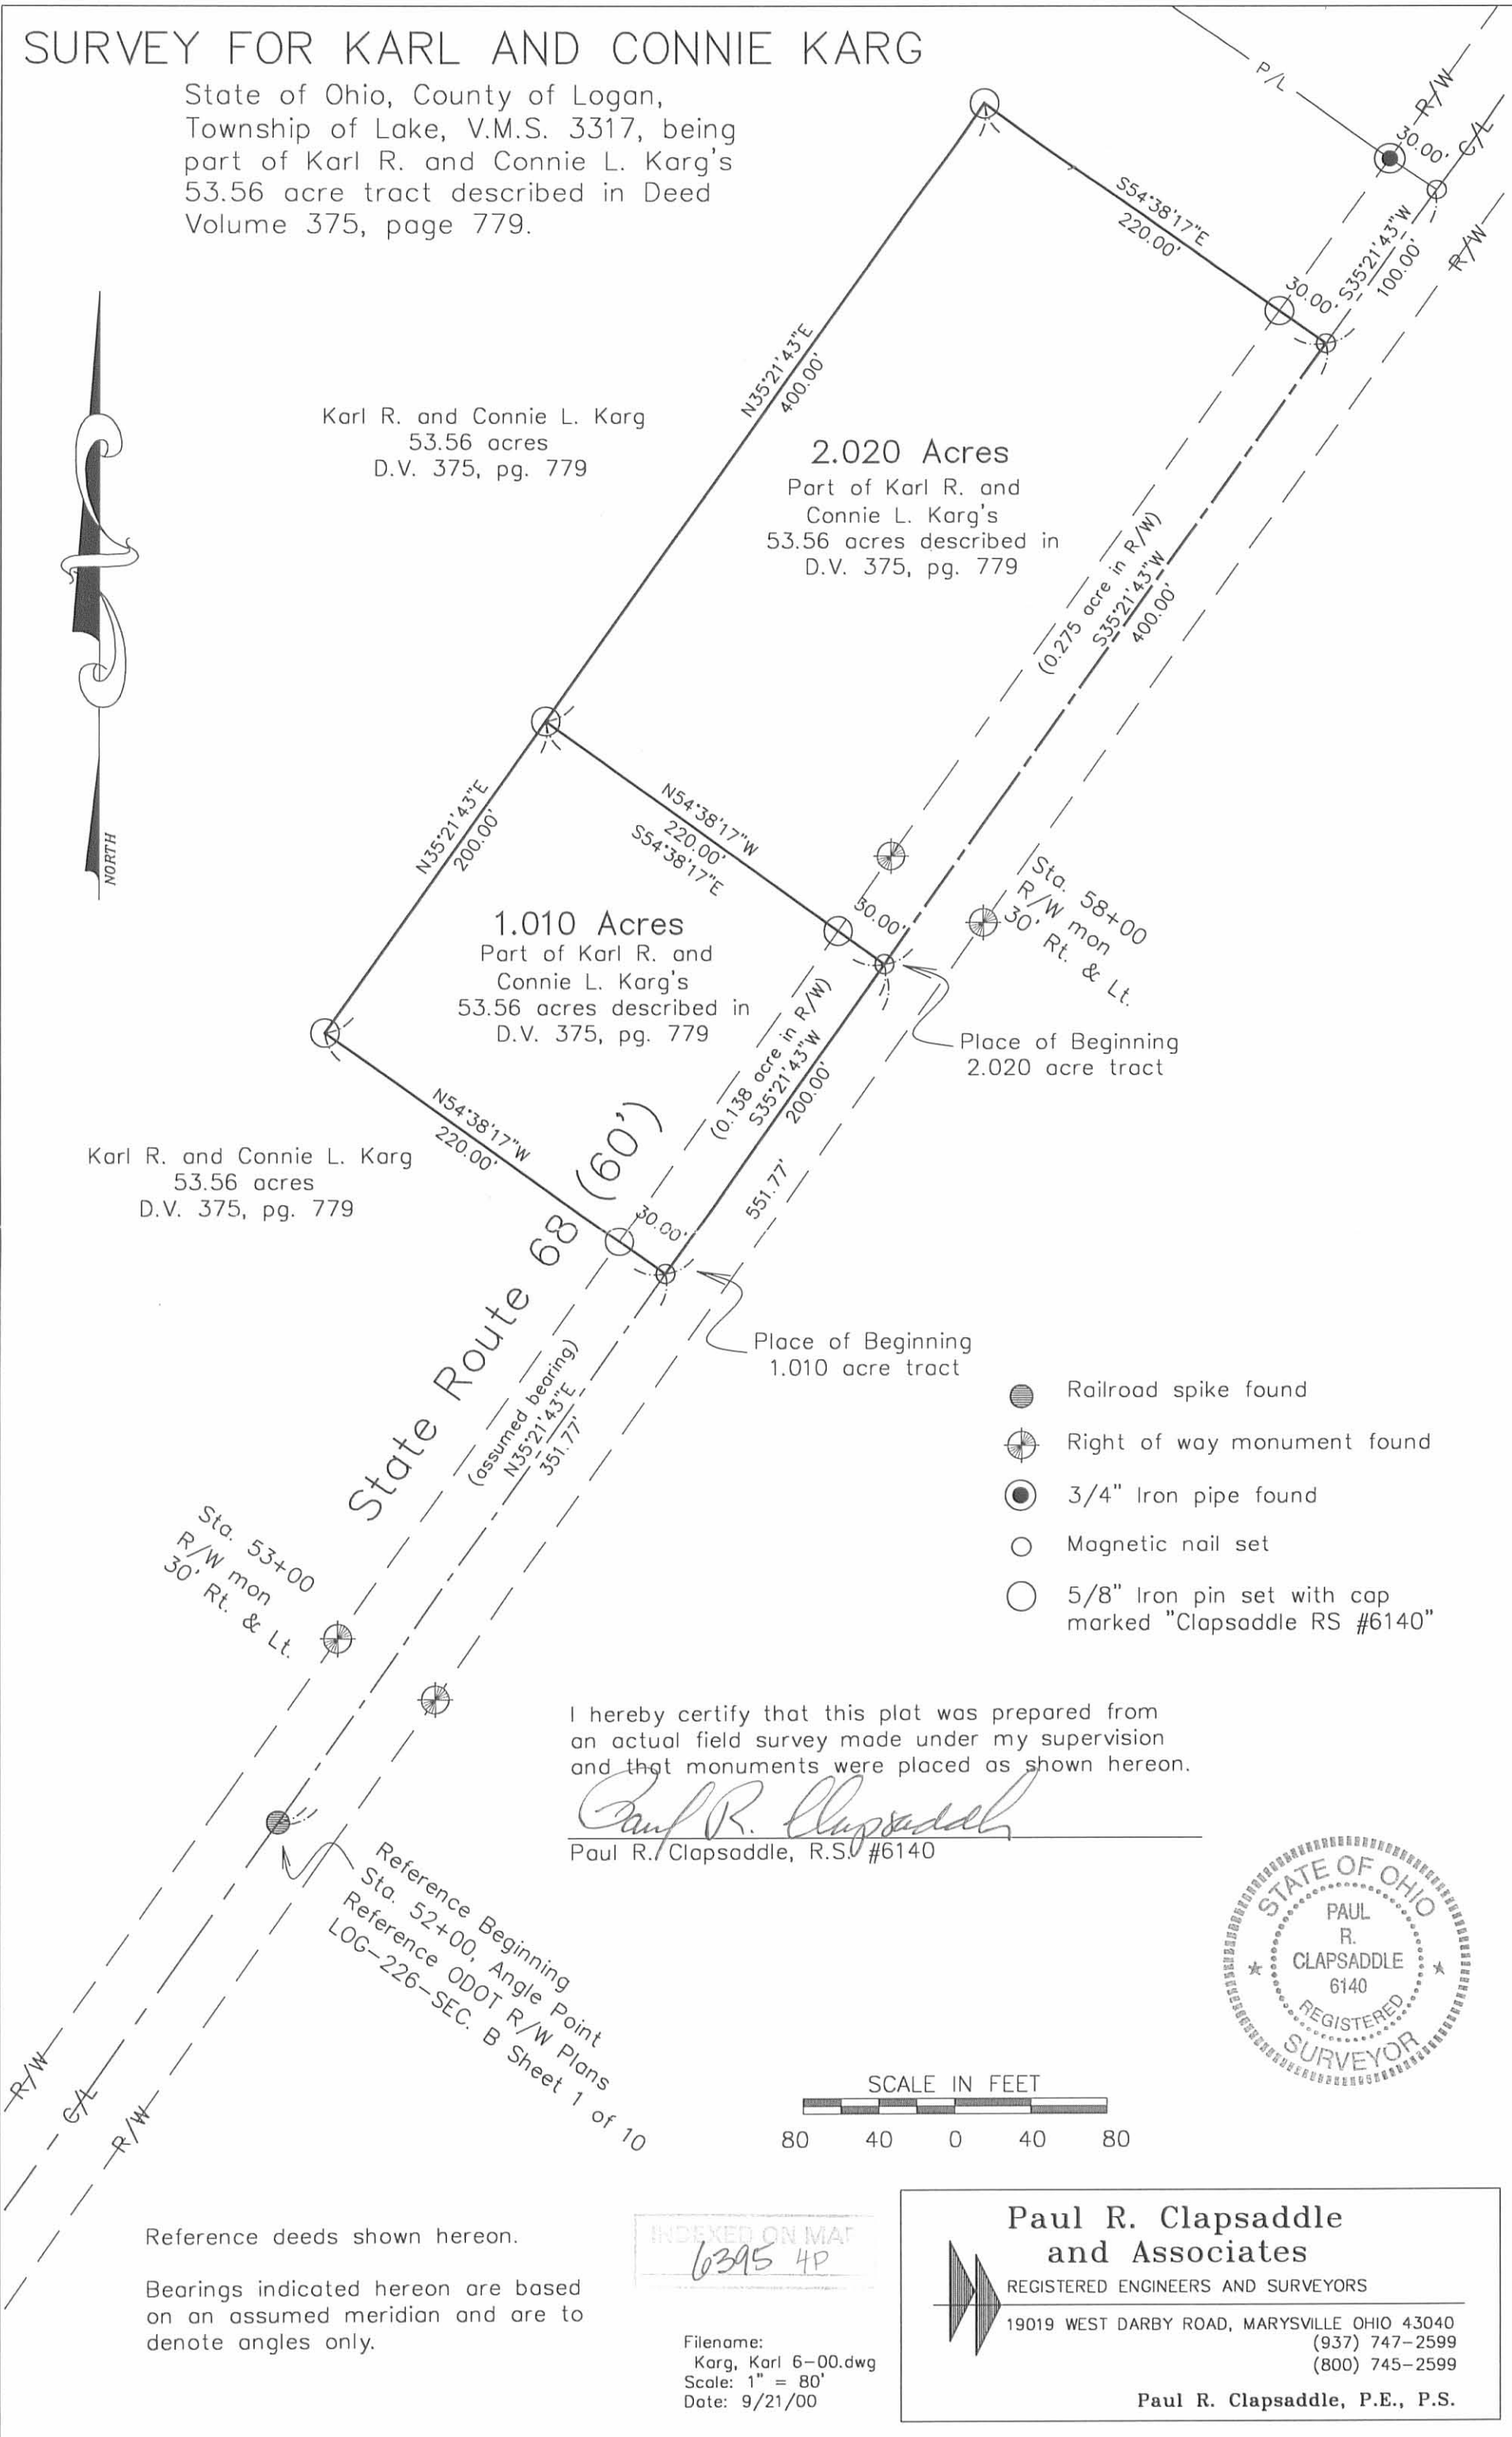 SURVEY FOR KARL AND CONNIE KARG
State of Ohio, County of Logan,
Township of Lake, V.M.S. 3317, being
part of Karl R. and Connie L. Karg's
53.56 acre tract described in Deed
Volume 375, page 779.
P/L
R/W
30.00'
C/L
S54°38'17"E
220.00'
30.00'
S35°21'43"W
100.00'
R/W
N35°21'43"E
400.00'
Karl R. and Connie L. Karg
53.56 acres
D.V. 375, pg. 779
2.020 Acres
Part of Karl R. and
Connie L. Karg's
53.56 acres described in
D.V. 375, pg. 779
(0.275 acre in R/W)
S35°21'43"W
400.00'
NORTH
N35°21'43"E
200.00'
N54°38'17"W
220.00'
S54°38'17"E
30.00'
Sta. 58+00
R/W mon
30' Rt. & Lt.
1.010 Acres
Part of Karl R. and
Connie L. Karg's
53.56 acres described in
D.V. 375, pg. 779
(0.138 acre in R/W)
S35°21'43"W
200.00'
Place of Beginning
2.020 acre tract
N54°38'17"W
220.00'
Karl R. and Connie L. Karg
53.56 acres
D.V. 375, pg. 779
30.00'
551.77'
State Route 68 (60')
Place of Beginning
1.010 acre tract
(assumed bearing)
N35°21'43"E
351.77'
Railroad spike found
Right of way monument found
3/4" Iron pipe found
Magnetic nail set
5/8" Iron pin set with cap
marked "Clapsaddle RS #6140"
Sta. 53+00
R/W mon
30' Rt. & Lt.
I hereby certify that this plat was prepared from
an actual field survey made under my supervision
and that monuments were placed as shown hereon.
Paul R. Clapsaddle
Paul R. Clapsaddle, R.S. #6140
Reference Beginning
Sta. 52+00, Angle Point
Reference ODOT R/W Plans
LOG-226-SEC. B Sheet 1 of 10
STATE OF OHIO
PAUL
R.
CLAPSADDLE
6140
REGISTERED
SURVEYOR
R/W
C/L
R/W
SCALE IN FEET
80 40 0 40 80
Reference deeds shown hereon.
Bearings indicated hereon are based
on an assumed meridian and are to
denote angles only.
INDEXED ON MAP
6395 4P
Filename:
Karg, Karl 6-00.dwg
Scale: 1" = 80'
Date: 9/21/00
Paul R. Clapsaddle
and Associates
REGISTERED ENGINEERS AND SURVEYORS
19019 WEST DARBY ROAD, MARYSVILLE OHIO 43040
(937) 747-2599
(800) 745-2599
Paul R. Clapsaddle, P.E., P.S.